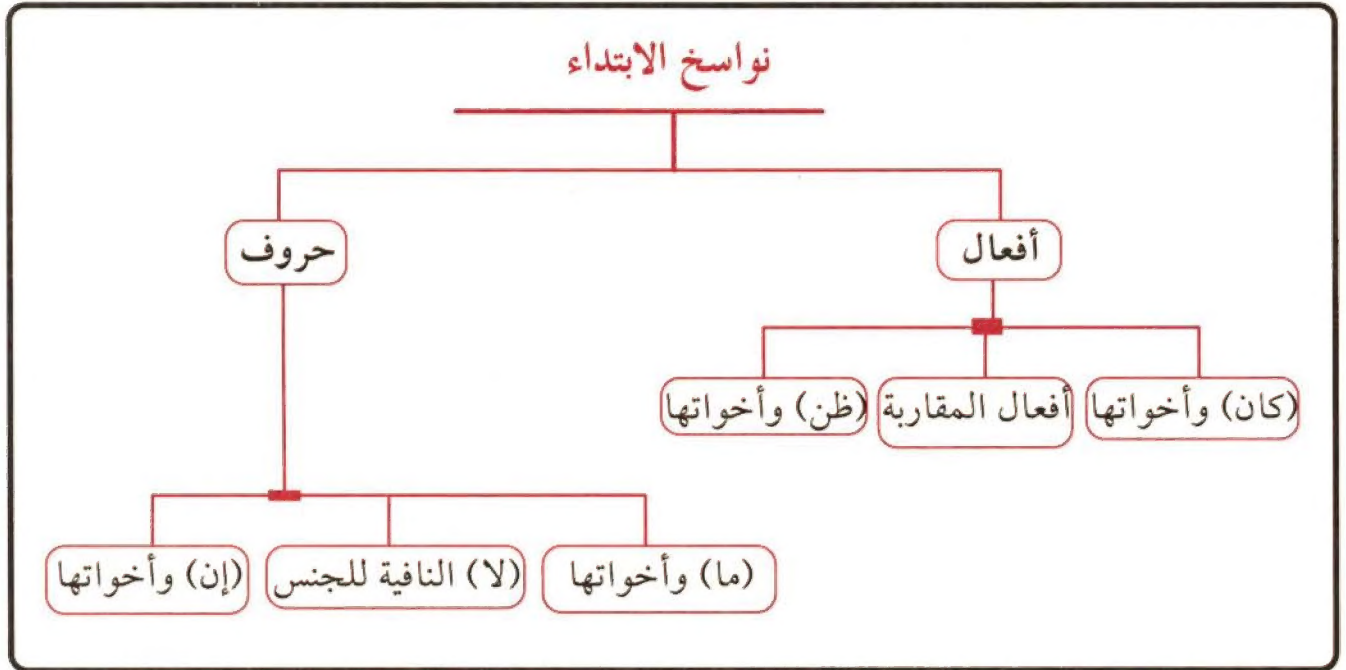 نواسخ الابتداء
أفعال
حروف
(كان) وأخواتها
أفعال المقاربة
(ظن) وأخواتها
(ما) وأخواتها
(لا) النافية للجنس
(إن) وأخواتها